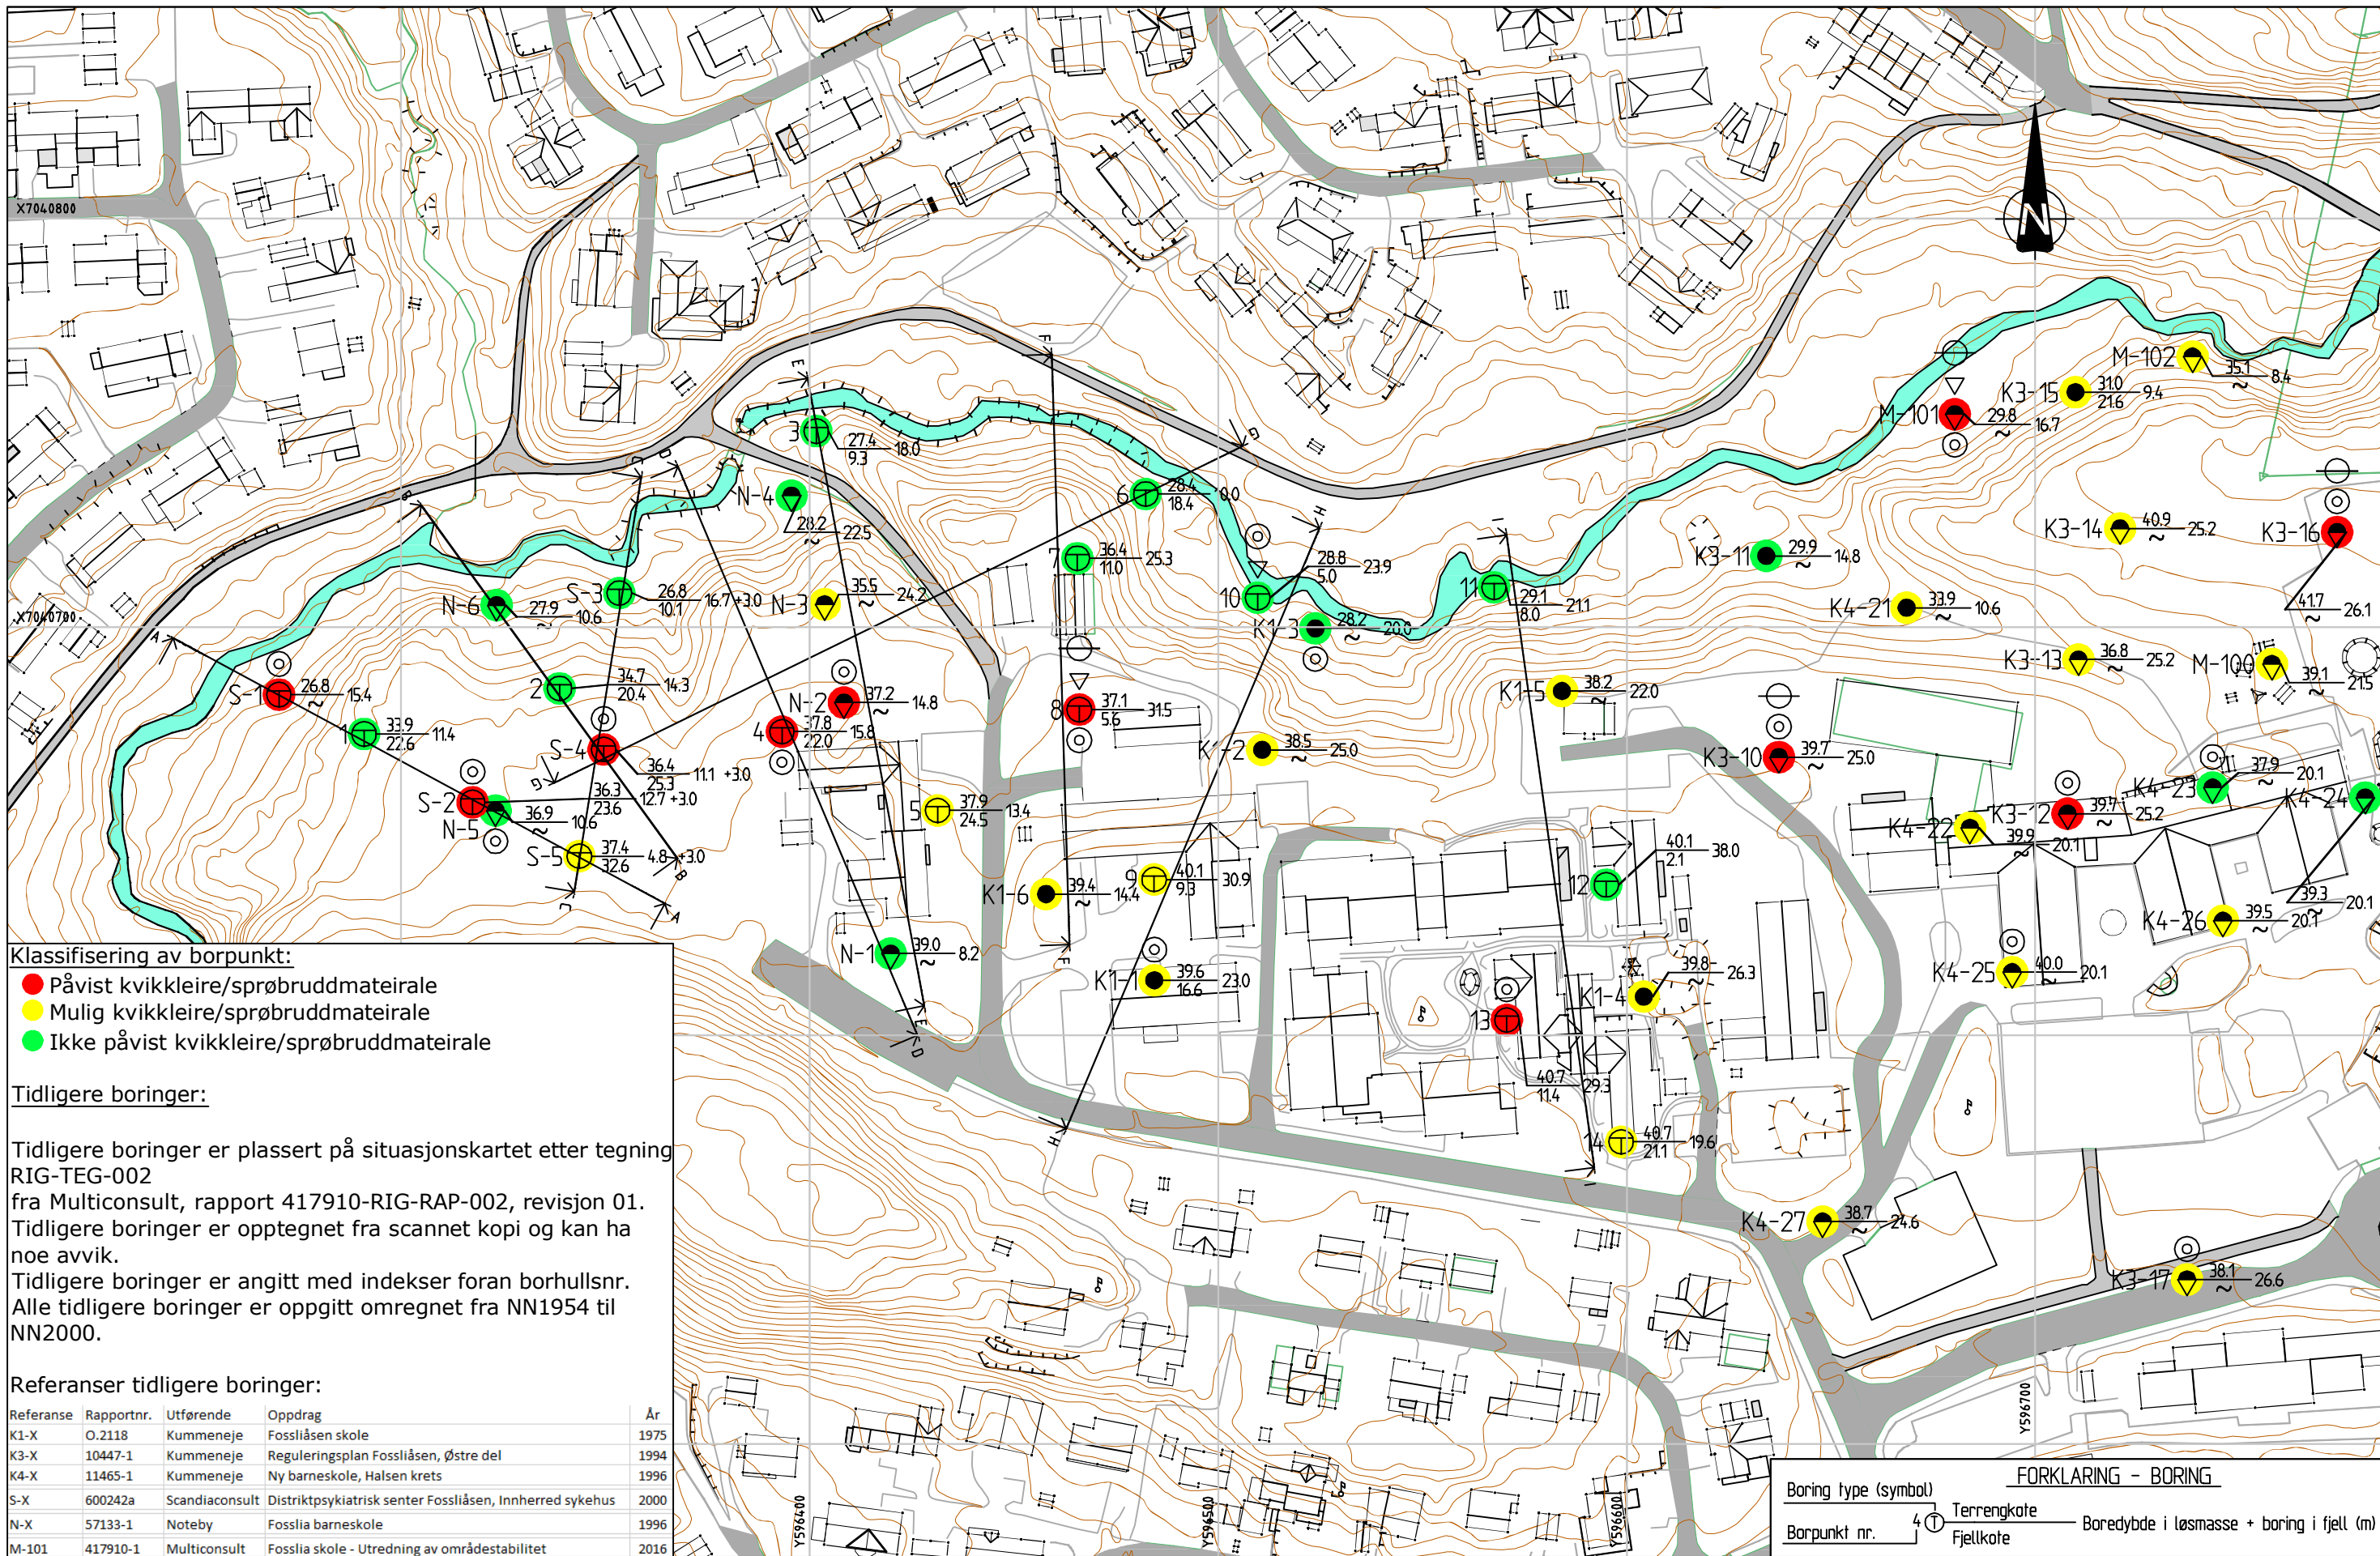 X7040800
N
F
E
M-102
35.1
~ 8.4
K3-15 31.0 9.4
21.6
M-101 29.8 16.7
~
3 27.4 18.0
9.3
G
C
D
B
N-4
28.2 22.5
~
6 28.4 0.0
18.4
H
I
K3-14 40.9 25.2
~
K3-16
41.7 26.1
~
7 36.4 25.3
11.0
28.8 23.9
5.0
10
11
29.1 21.1
8.0
K3-11 29.9 14.8
~
X7040700
N-6 27.9 10.6
~
S-3 26.8 16.7 +3.0
10.1
N-3 35.5 24.2
~
K1-3 28.2 20.0
~
K4-21 33.9 10.6
~
A
K3-13 36.8 25.2
~
M-100 39.1 21.5
~
S-1 26.8 15.4
~
2 34.7 14.3
20.4
N-2 37.2 14.8
~
8 37.1 31.5
5.6
K1-5 38.2 22.0
~
1 33.9 11.4
22.6
4 37.8 15.8
22.0
S-4
36.4 11.1 +3.0
25.3
K1-2 38.5 25.0
~
K3-10 39.7 25.0
~
G
S-2
36.3 12.7 +3.0
23.6
N-5
36.9 10.6
~
5 37.9 13.4
24.5
K4-23 37.9 20.1
~
K4-24
39.3 20.1
~
K3-12 39.7 25.2
~
K4-22
39.9 20.1
~
S-5 37.4 4.8 +3.0
32.6
B
C
A
K1-6 39.4 14.4
~
9 40.1 30.9
9.3
40.1 38.0
2.1
12
K4-26 39.5 20.1
~
N-1 39.0 8.2
~
F
K1-1 39.6 23.0
16.6
K1-4
39.8 26.3
~
K4-25 40.0 20.1
~
13
40.7 29.3
11.4
E
D
H
14 40.7 19.6
21.1
I
K4-27 38.7 24.6
~
K3-17 38.1 26.6
~
Klassifisering av borpunkt:
Påvist kvikkleire/sprøbruddmateirale
Mulig kvikkleire/sprøbruddmateirale
Ikke påvist kvikkleire/sprøbruddmateirale
Tidligere boringer:
Tidligere boringer er plassert på situasjonskartet etter tegning
RIG-TEG-002
fra Multiconsult, rapport 417910-RIG-RAP-002, revisjon 01.
Tidligere boringer er opptegnet fra scannet kopi og kan ha
noe avvik.
Tidligere boringer er angitt med indekser foran borhullsnr.
Alle tidligere boringer er oppgitt omregnet fra NN1954 til
NN2000.
Referanser tidligere boringer:
Referanse Rapportnr. Utførende Oppdrag År
K1-X O.2118 Kummeneje Fossliåsen skole 1975
K3-X 10447-1 Kummeneje Reguleringsplan Fossliåsen, Østre del 1994
K4-X 11465-1 Kummeneje Ny barneskole, Halsen krets 1996
S-X 600242a Scandiaconsult Distriktpsykiatrisk senter Fossliåsen, Innherred sykehus 2000
N-X 57133-1 Noteby Fosslia barneskole 1996
M-101 417910-1 Multiconsult Fosslia skole - Utredning av områdestabilitet 2016
Y596400
Y596500
Y596600
Y596700
FORKLARING - BORING
Boring type (symbol)
Borpunkt nr.
4 T
Terrengkote
Fjellkote
Boredybde i løsmasse + boring i fjell (m)